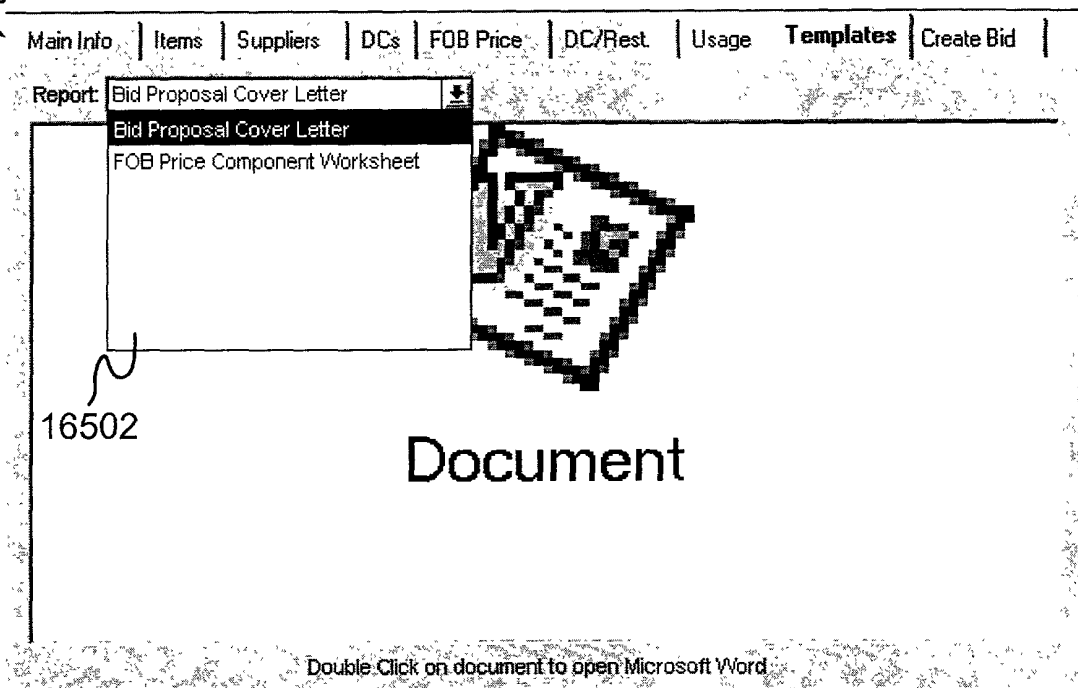 Main Info Items Suppliers DCs FOB Price DC/Rest. Usage Templates Create Bid
Report: Bid Proposal Cover Letter
Bid Proposal Cover Letter
FOB Price Component Worksheet
16502
Document
Double Click on document to open Microsoft Word